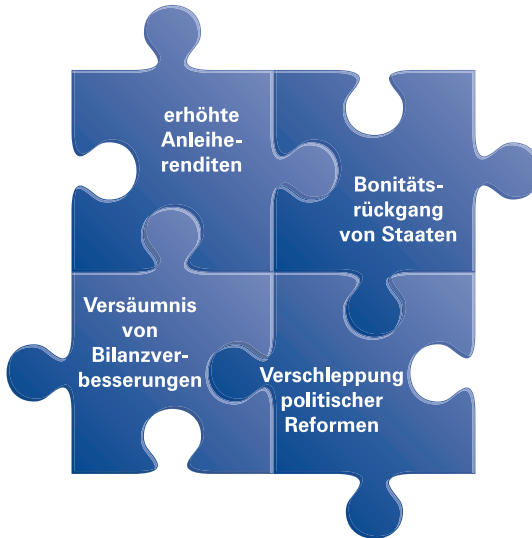 erhöhte
Anleihe-
renditen
Bonitäts-
rückgang
von Staaten
Versäumnis
von
Bilanzver-
besserungen
Verschleppung
politischer
Reformen